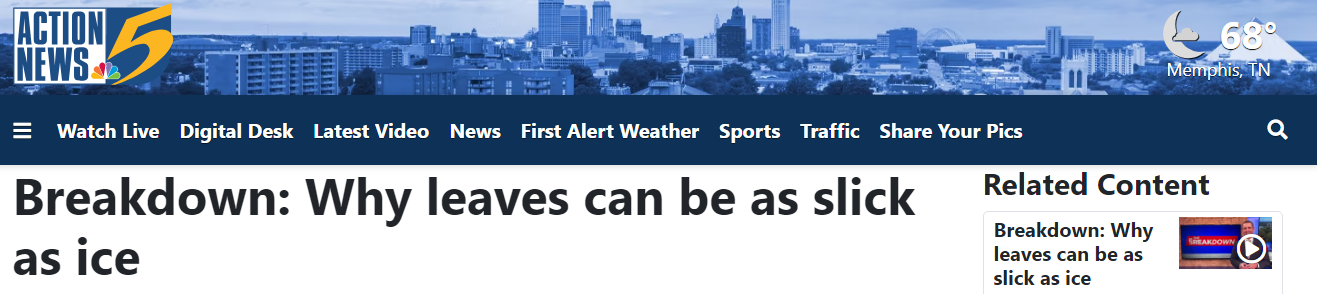 ACTION
NEWS 5
68°
Memphis, TN
Watch Live Digital Desk Latest Video News First Alert Weather Sports Traffic Share Your Pics
Breakdown: Why leaves can be as slick
as ice
Related Content
Breakdown: Why
leaves can be as
slick as ice
BREAKDOWN